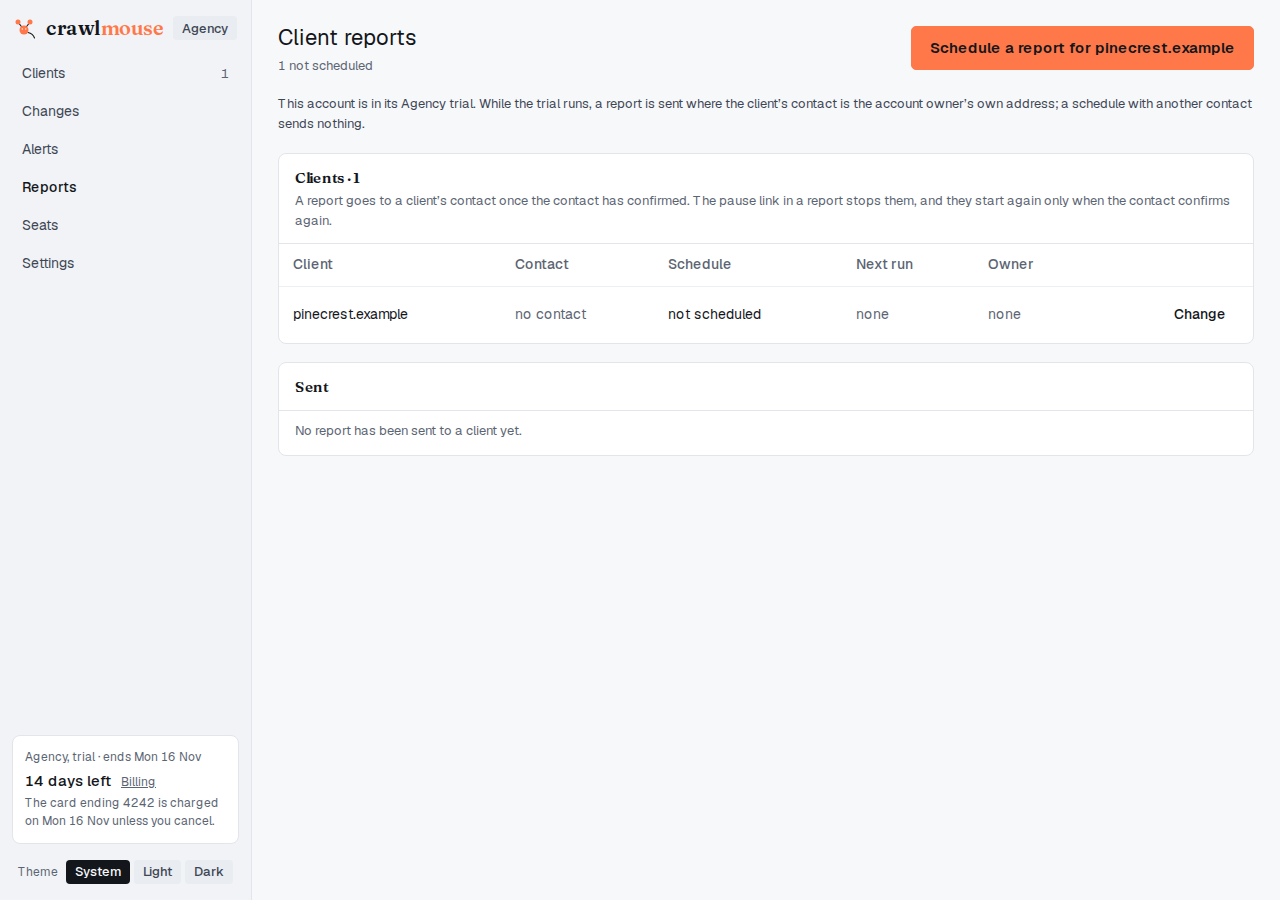 crawlmouse Agency
Clients 1
Changes
Alerts
Reports
Seats
Settings
Agency, trial · ends Mon 16 Nov
14 days left Billing
The card ending 4242 is charged
on Mon 16 Nov unless you cancel.
Theme System Light Dark
Client reports
1 not scheduled
Schedule a report for pinecrest.example
This account is in its Agency trial. While the trial runs, a report is sent where the client's contact is the account owner's own address; a schedule with another contact
sends nothing.
Clients · 1
A report goes to a client's contact once the contact has confirmed. The pause link in a report stops them, and they start again only when the contact confirms
again.
Client Contact Schedule Next run Owner
pinecrest.example no contact not scheduled none none Change
Sent
No report has been sent to a client yet.